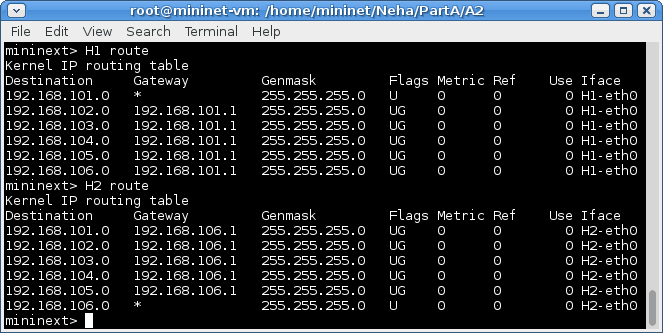 root@mininet-vm: /home/mininet/Neha/PartA/A2
File Edit View Search Terminal Help
mininext> H1 route
Kernel IP routing table
Destination Gateway Genmask Flags Metric Ref Use Iface
192.168.101.0 * 255.255.255.0 U 0 0 0 H1-eth0
192.168.102.0 192.168.101.1 255.255.255.0 UG 0 0 0 H1-eth0
192.168.103.0 192.168.101.1 255.255.255.0 UG 0 0 0 H1-eth0
192.168.104.0 192.168.101.1 255.255.255.0 UG 0 0 0 H1-eth0
192.168.105.0 192.168.101.1 255.255.255.0 UG 0 0 0 H1-eth0
192.168.106.0 192.168.101.1 255.255.255.0 UG 0 0 0 H1-eth0
mininext> H2 route
Kernel IP routing table
Destination Gateway Genmask Flags Metric Ref Use Iface
192.168.101.0 192.168.106.1 255.255.255.0 UG 0 0 0 H2-eth0
192.168.102.0 192.168.106.1 255.255.255.0 UG 0 0 0 H2-eth0
192.168.103.0 192.168.106.1 255.255.255.0 UG 0 0 0 H2-eth0
192.168.104.0 192.168.106.1 255.255.255.0 UG 0 0 0 H2-eth0
192.168.105.0 192.168.106.1 255.255.255.0 UG 0 0 0 H2-eth0
192.168.106.0 * 255.255.255.0 U 0 0 0 H2-eth0
mininext>